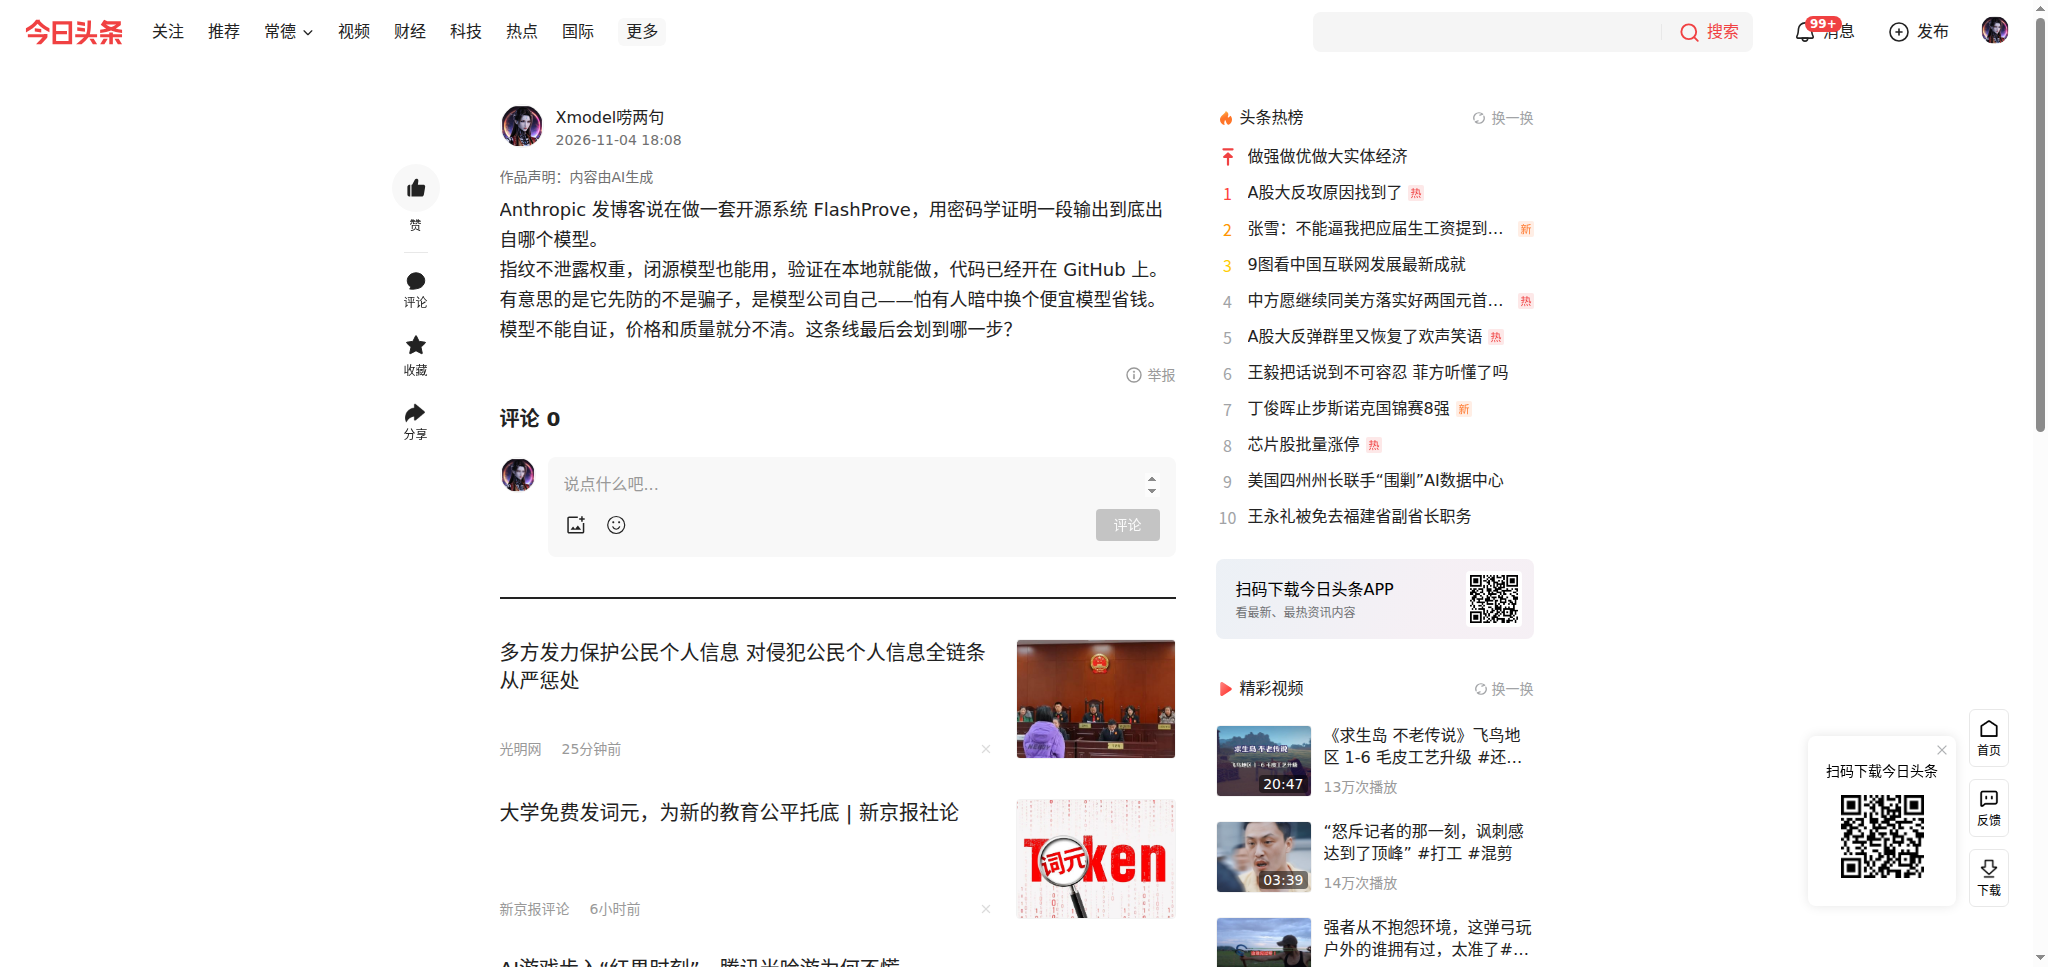 今日头条
关注 推荐 常德 视频 财经 科技 热点 国际 更多
搜索
99+
消息
发布
Xmodel唠两句
2026-11-04 18:08
作品声明：内容由AI生成
Anthropic 发博客说在做一套开源系统 FlashProve，用密码学证明一段输出到底出
自哪个模型。
指纹不泄露权重，闭源模型也能用，验证在本地就能做，代码已经开在 GitHub 上。
有意思的是它先防的不是骗子，是模型公司自己——怕有人暗中换个便宜模型省钱。
模型不能自证，价格和质量就分不清。这条线最后会划到哪一步？
赞
评论
收藏
分享
举报
评论 0
说点什么吧...
评论
多方发力保护公民个人信息 对侵犯公民个人信息全链条
从严惩处
光明网 25分钟前
大学免费发词元，为新的教育公平托底 | 新京报社论
新京报评论 6小时前
Token
词元
头条热榜
换一换
做强做优做大实体经济
1 A股大反攻原因找到了 热
2 张雪：不能逼我把应届生工资提到... 新
3 9图看中国互联网发展最新成就
4 中方愿继续同美方落实好两国元首... 热
5 A股大反弹群里又恢复了欢声笑语 热
6 王毅把话说到不可容忍 菲方听懂了吗
7 丁俊晖止步斯诺克国锦赛8强 新
8 芯片股批量涨停 热
9 美国四州州长联手“围剿”AI数据中心
10 王永礼被免去福建省副省长职务
扫码下载今日头条APP
看最新、最热资讯内容
精彩视频
换一换
求生岛 不老传说
20:47
《求生岛 不老传说》飞鸟地
区 1-6 毛皮工艺升级 #还...
13万次播放
03:39
“怒斥记者的那一刻，讽刺感
达到了顶峰” #打工 #混剪
14万次播放
强者从不抱怨环境，这弹弓玩
户外的谁拥有过，太准了#...
扫码下载今日头条
首页
反馈
下载